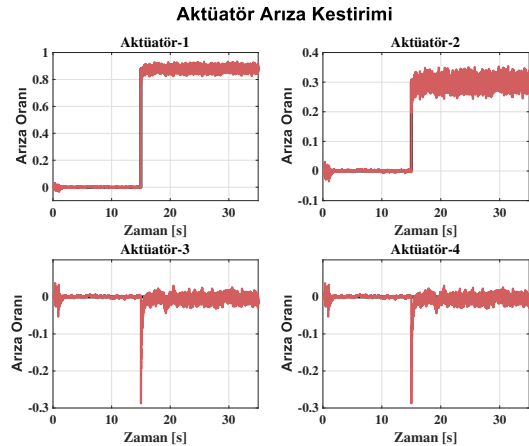 Aktüatör Arıza Kestirimi
Aktüatör-1
Arıza Oranı
1
0.8
0.6
0.4
0.2
0
0 10 20 30
Zaman [s]
Aktüatör-2
Arıza Oranı
0.4
0.3
0.2
0.1
0
-0.1
0 10 20 30
Zaman [s]
Aktüatör-3
Arıza Oranı
0
-0.1
-0.2
-0.3
0 10 20 30
Zaman [s]
Aktüatör-4
Arıza Oranı
0
-0.1
-0.2
-0.3
0 10 20 30
Zaman [s]